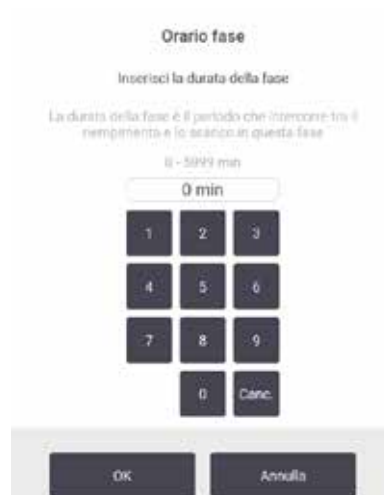 Orario fase
Inserisci la durata della fase
La durata della fase è il periodo che intercorre tra il
riempimento e lo scarico in questa fase
0 - 5999 min
0 min
1 2 3
4 5 6
7 8 9
0 Canc.
OK Annulla